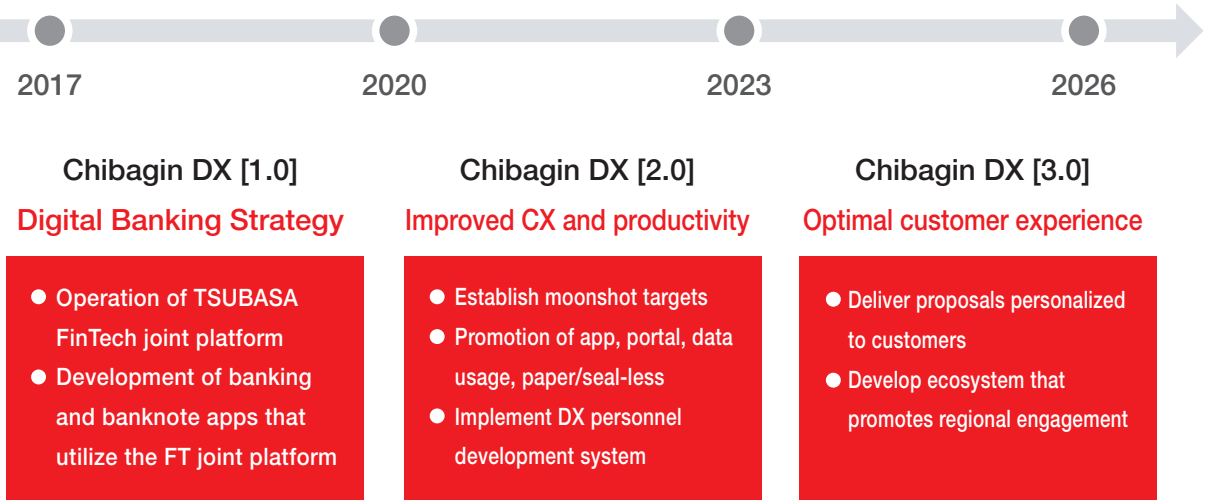 2017
2020
2023
2026
Chibagin DX [1.0]
Digital Banking Strategy
● Operation of TSUBASA
FinTech joint platform
● Development of banking
and banknote apps that
utilize the FT joint platform
Chibagin DX [2.0]
Improved CX and productivity
● Establish moonshot targets
● Promotion of app, portal, data
usage, paper/seal-less
● Implement DX personnel
development system
Chibagin DX [3.0]
Optimal customer experience
● Deliver proposals personalized
to customers
● Develop ecosystem that
promotes regional engagement